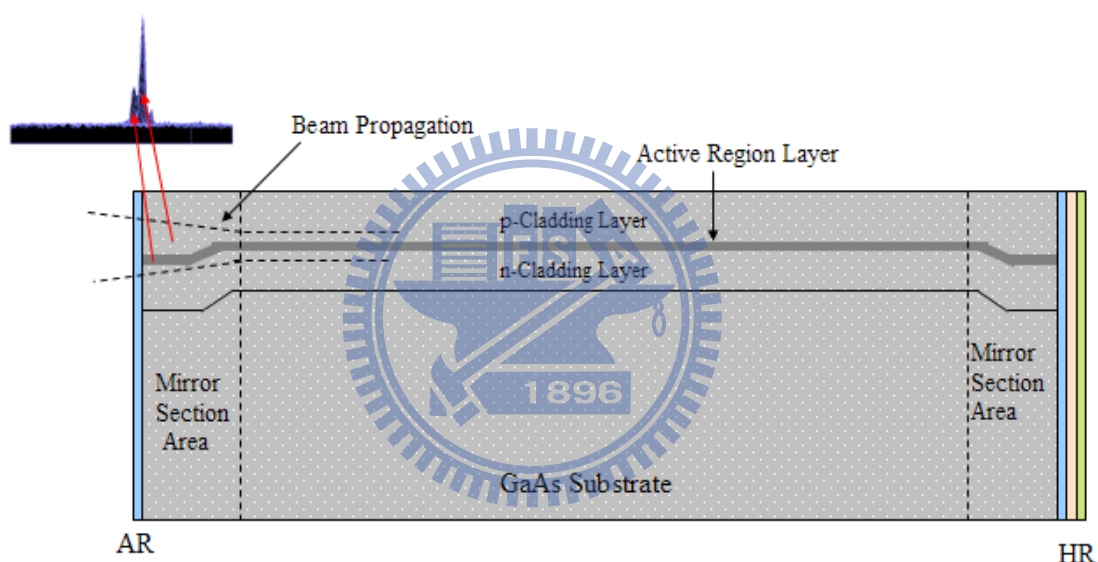 Beam Propagation
Active Region Layer
p-Cladding Layer
n-Cladding Layer
Mirror
Section
Area
Mirror
Section
Area
1896
GaAs Substrate
AR
HR